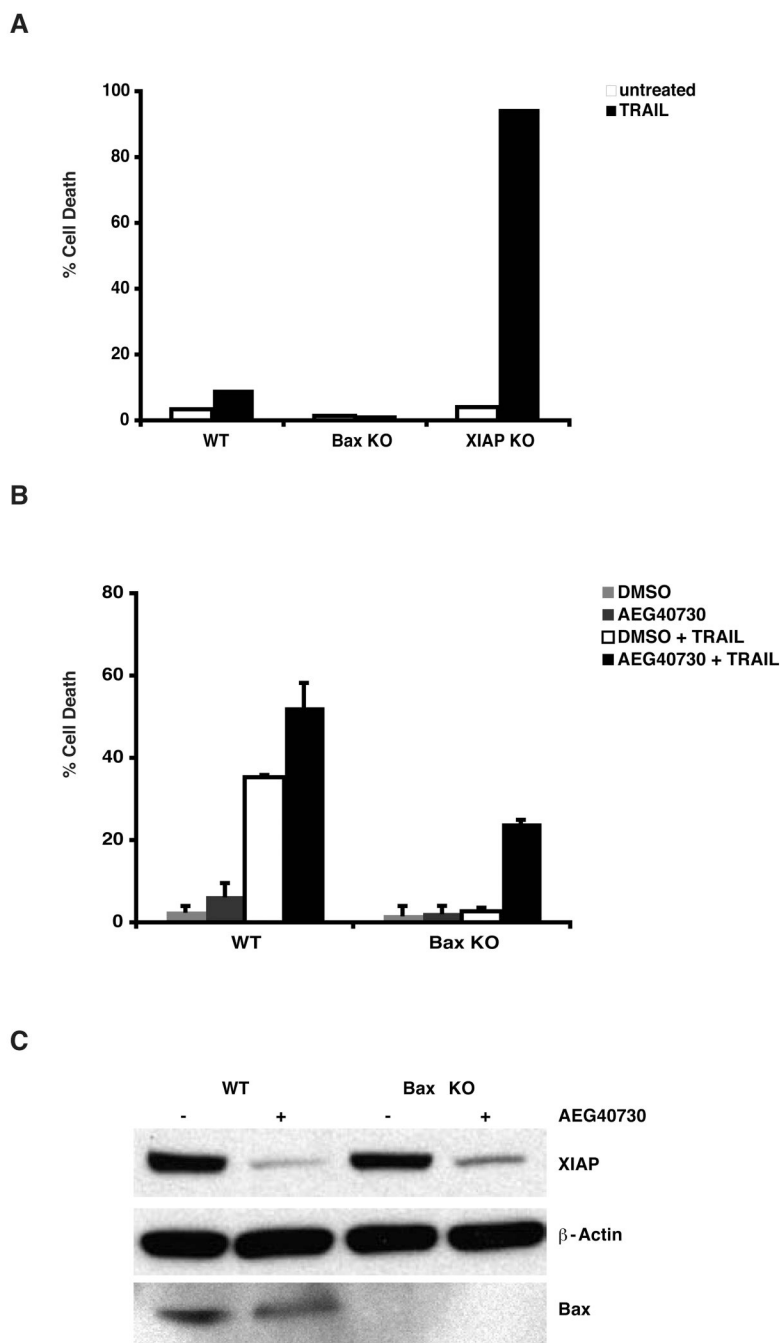 A
100
80
60
40
20
0
% Cell Death
untreated
TRAIL
WT Bax KO XIAP KO
B
80
60
40
20
0
% Cell Death
DMSO
AEG40730
DMSO + TRAIL
AEG40730 + TRAIL
WT Bax KO
C
WT Bax KO
- + - + AEG40730
XIAP
β-Actin
Bax